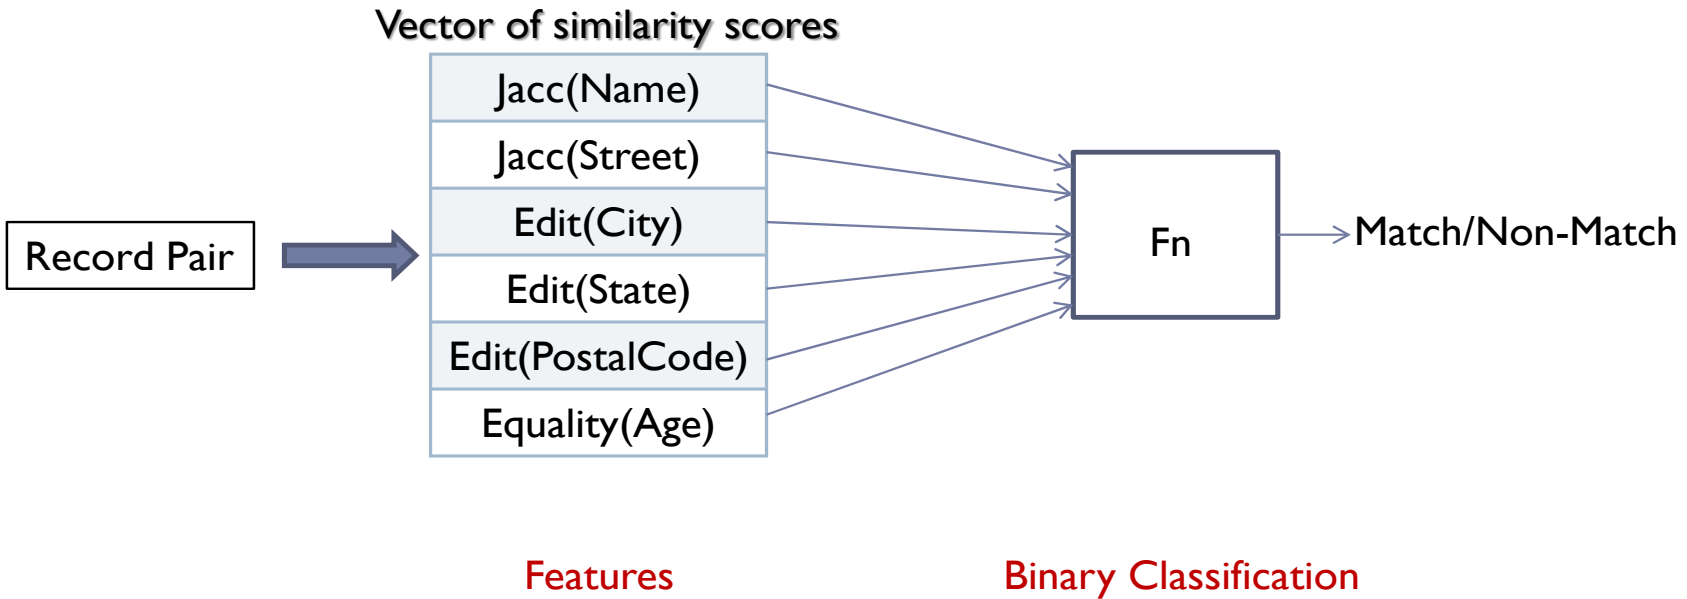 Vector of similarity scores
Jacc(Name)
Jacc(Street)
Edit(City)
Edit(State)
Edit(PostalCode)
Equality(Age)
Record Pair
Fn
Match/Non-Match
Features
Binary Classification